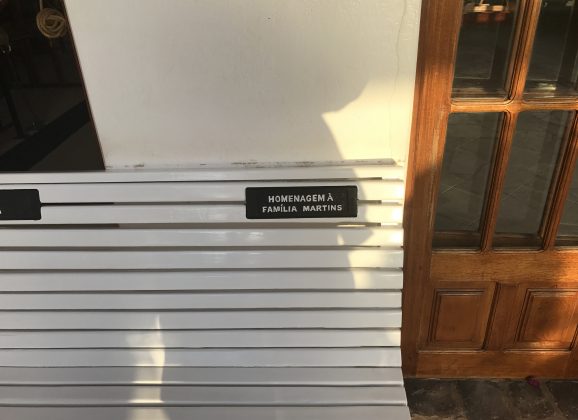 HOMENAGEM À
FAMÍLIA MARTINS